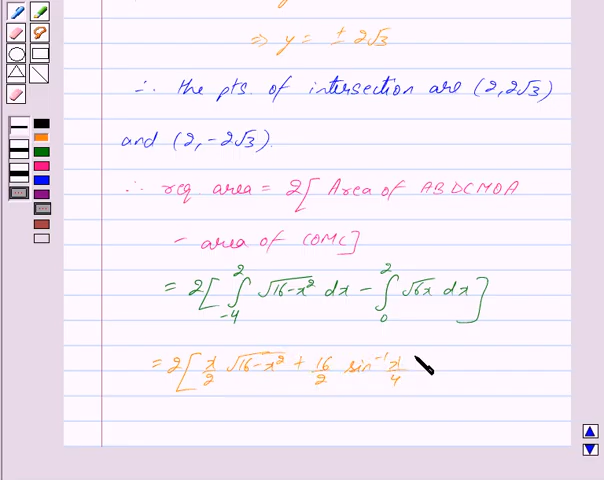 ⇒ y = ± 2√3
∴ the pts. of intersection are (2, 2√3)
and (2, -2√3).
∴ req. area = 2[ Area of ABDCMOA
- area of COMC]
= 2[ ∫_{-4}^{2} √(16-x²) dx - ∫_{0}^{2} √6x dx ]
= 2[ x/2 √(16-x²) + 16/2 sin⁻¹ x/4